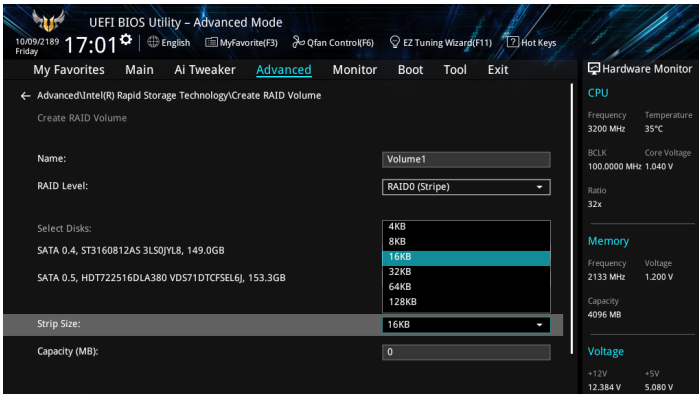 UEFI BIOS Utility – Advanced Mode
10/09/2189 Friday 17:01 English MyFavorite(F3) Qfan Control(F6) EZ Tuning Wizard(F11) ? Hot Keys
My Favorites Main Ai Tweaker Advanced Monitor Boot Tool Exit
Hardware Monitor
← Advanced\Intel(R) Rapid Storage Technology\Create RAID Volume
Create RAID Volume
Name: Volume1
RAID Level: RAID0 (Stripe)
Select Disks:
SATA 0.4, ST3160812AS 3LS0JYL8, 149.0GB
SATA 0.5, HDT722516DLA380 VDS71DTCFSEL6J, 153.3GB
4KB
8KB
16KB
32KB
64KB
128KB
Strip Size: 16KB
Capacity (MB): 0
CPU
Frequency Temperature
3200 MHz 35°C
BCLK Core Voltage
100.0000 MHz 1.040 V
Ratio
32x
Memory
Frequency Voltage
2133 MHz 1.200 V
Capacity
4096 MB
Voltage
+12V +5V
12.384 V 5.080 V